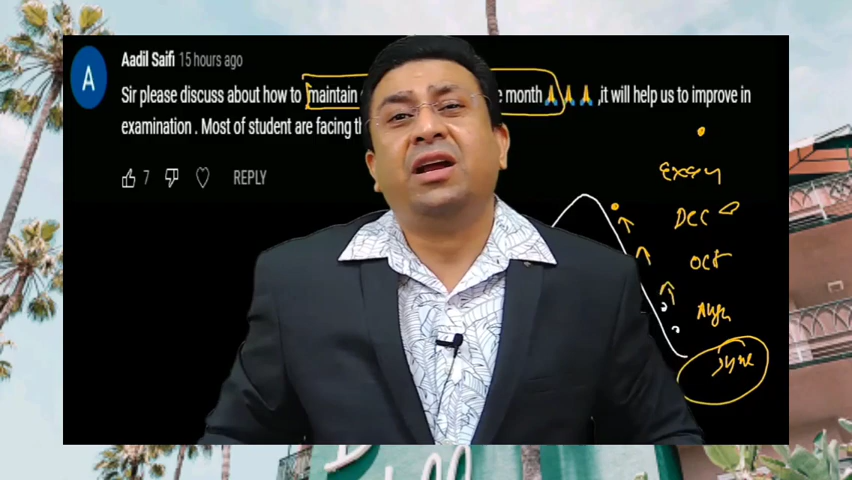 Aadil Saifi 15 hours ago
A
Sir please discuss about how to maintain month 🙏🙏🙏 ,it will help us to improve in
examination . Most of student are facing
7 REPLY
Exam
Dec
Oct
Aug
June